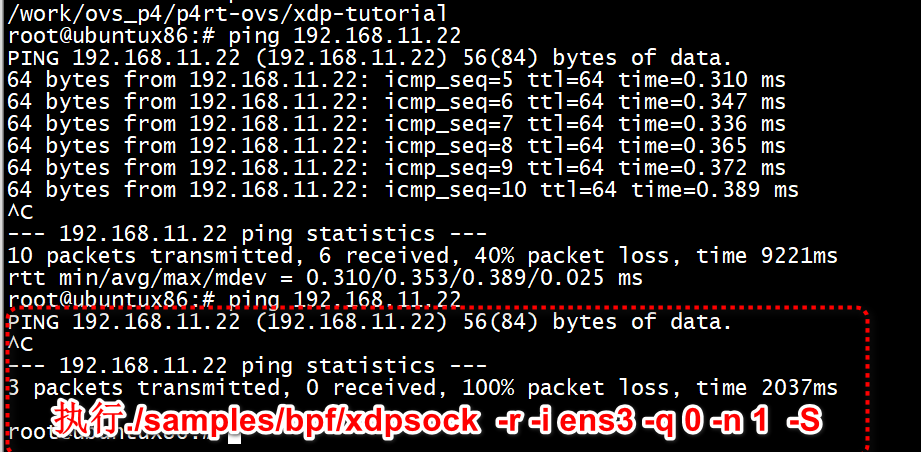 /work/ovs_p4/p4rt-ovs/xdp-tutorial
root@ubuntux86:# ping 192.168.11.22
PING 192.168.11.22 (192.168.11.22) 56(84) bytes of data.
64 bytes from 192.168.11.22: icmp_seq=5 ttl=64 time=0.310 ms
64 bytes from 192.168.11.22: icmp_seq=6 ttl=64 time=0.347 ms
64 bytes from 192.168.11.22: icmp_seq=7 ttl=64 time=0.336 ms
64 bytes from 192.168.11.22: icmp_seq=8 ttl=64 time=0.365 ms
64 bytes from 192.168.11.22: icmp_seq=9 ttl=64 time=0.372 ms
64 bytes from 192.168.11.22: icmp_seq=10 ttl=64 time=0.389 ms
^C
--- 192.168.11.22 ping statistics ---
10 packets transmitted, 6 received, 40% packet loss, time 9221ms
rtt min/avg/max/mdev = 0.310/0.353/0.389/0.025 ms
root@ubuntux86:# ping 192.168.11.22
PING 192.168.11.22 (192.168.11.22) 56(84) bytes of data.
^C
--- 192.168.11.22 ping statistics ---
3 packets transmitted, 0 received, 100% packet loss, time 2037ms
执行./samples/bpf/xdpsock -r -i ens3 -q 0 -n 1 -S
root@ubuntux86:#